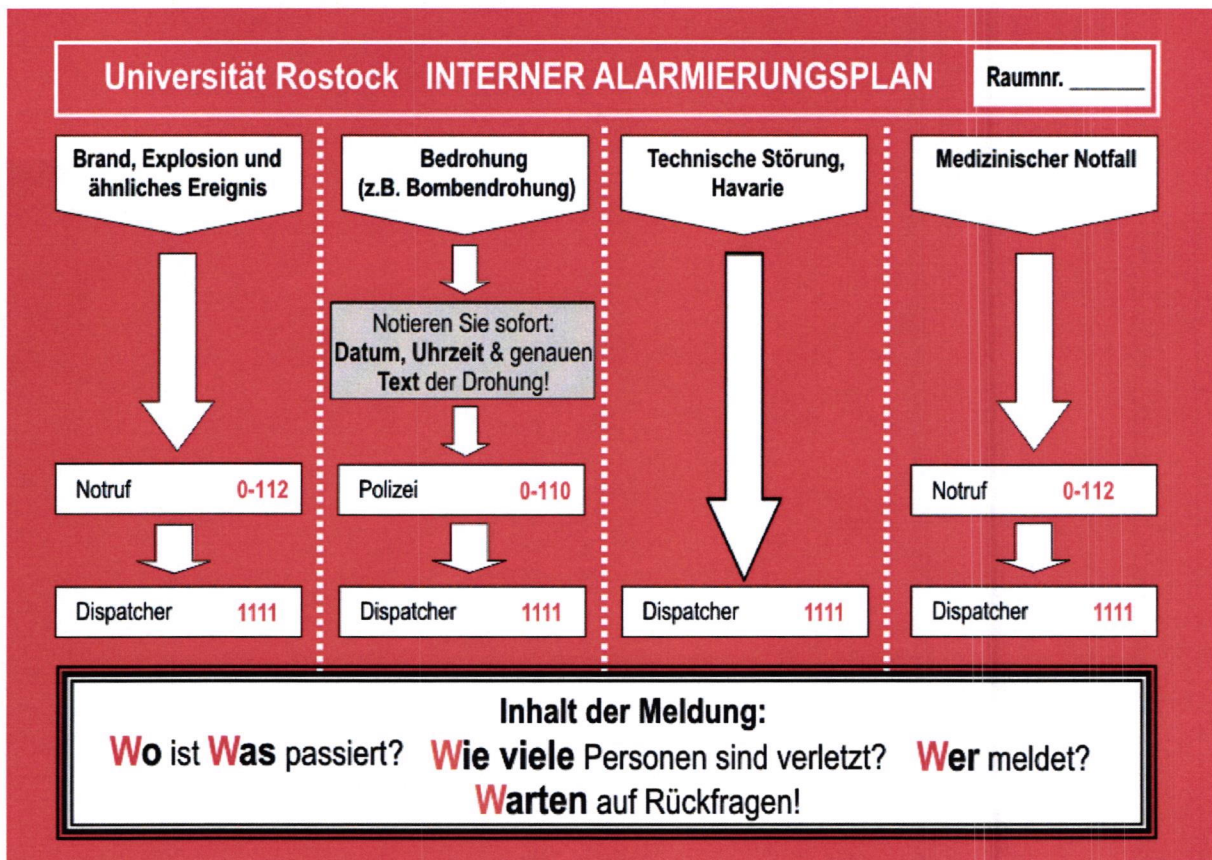 Universität Rostock INTERNER ALARMIERUNGSPLAN
Raumnr. _______
Brand, Explosion und
ähnliches Ereignis
Notruf 0-112
Dispatcher 1111
Bedrohung
(z.B. Bombendrohung)
Notieren Sie sofort:
Datum, Uhrzeit & genauen
Text der Drohung!
Polizei 0-110
Dispatcher 1111
Technische Störung,
Havarie
Dispatcher 1111
Medizinischer Notfall
Notruf 0-112
Dispatcher 1111
Inhalt der Meldung:
Wo ist Was passiert? Wie viele Personen sind verletzt? Wer meldet?
Warten auf Rückfragen!